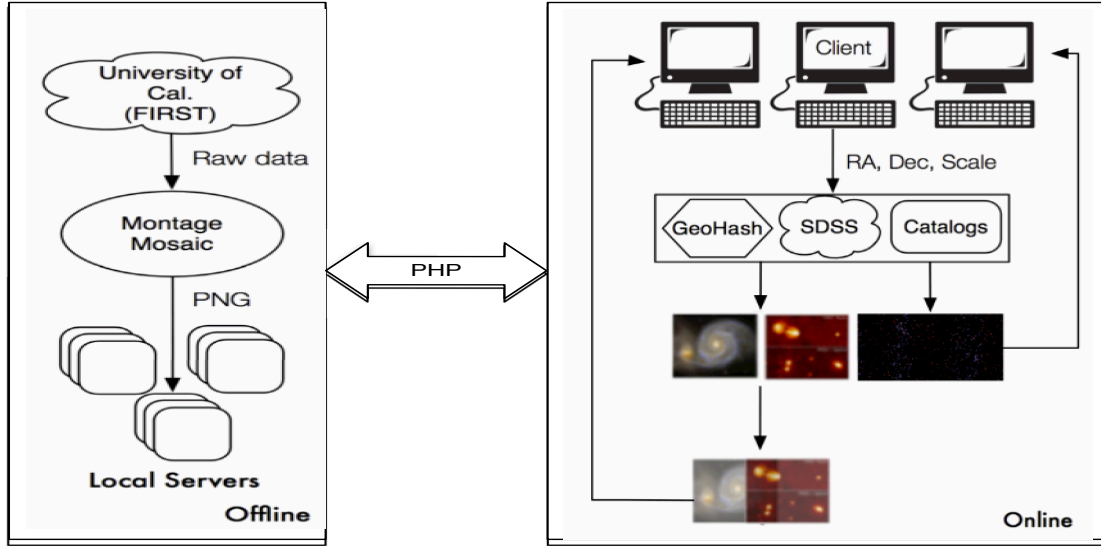 University of
Cal.
(FIRST)
Raw data
Montage
Mosaic
PNG
Local Servers
Offline
PHP
Client
RA, Dec, Scale
GeoHash
SDSS
Catalogs
Online